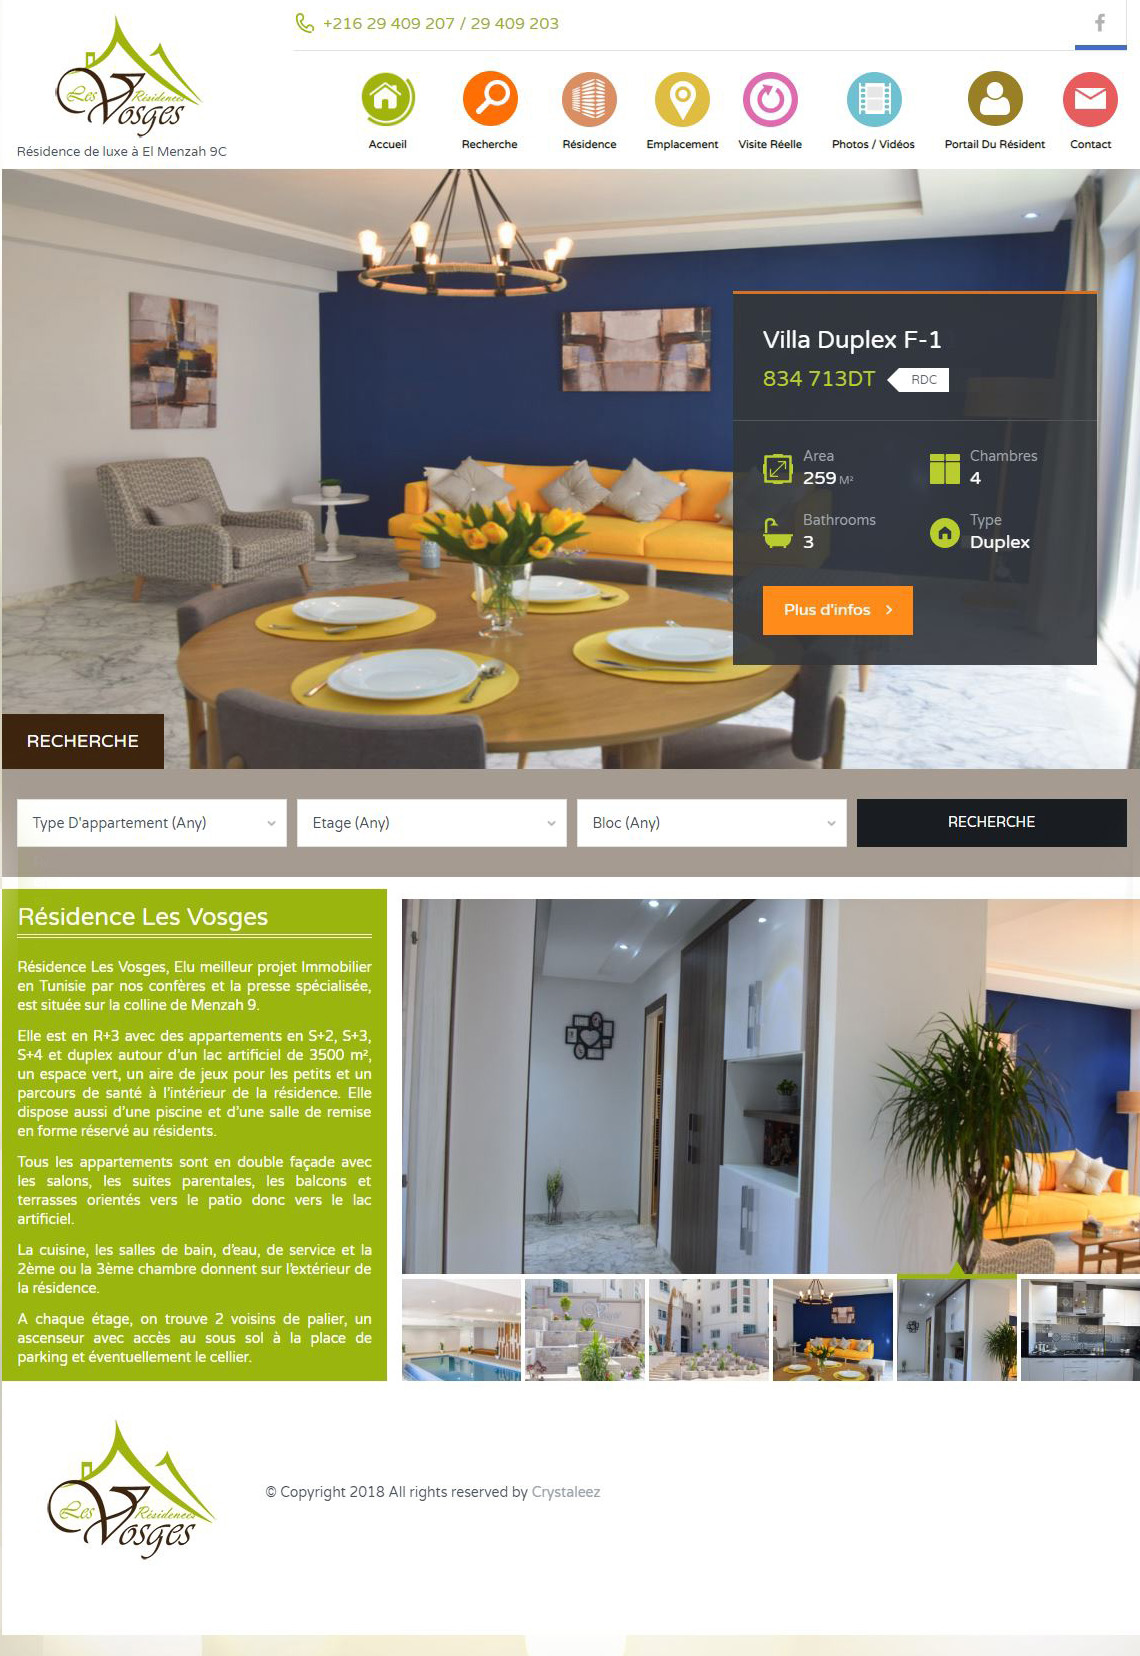 +216 29 409 207 / 29 409 203
Les Résidences
Vosges
Résidence de luxe à El Menzah 9C
Accueil
Recherche
Résidence
Emplacement
Visite Réelle
Photos / Vidéos
Portail Du Résident
Contact
Villa Duplex F-1
834 713DT RDC
Area
259 M²
Chambres
4
Bathrooms
3
Type
Duplex
Plus d'infos
RECHERCHE
Type D'appartement (Any)
Etage (Any)
Bloc (Any)
RECHERCHE
Résidence Les Vosges
Résidence Les Vosges, Elu meilleur projet Immobilier
en Tunisie par nos confères et la presse spécialisée,
est située sur la colline de Menzah 9.
Elle est en R+3 avec des appartements en S+2, S+3,
S+4 et duplex autour d'un lac artificiel de 3500 m²,
un espace vert, un aire de jeux pour les petits et un
parcours de santé à l'intérieur de la résidence. Elle
dispose aussi d'une piscine et d'une salle de remise
en forme réservé au résidents.
Tous les appartements sont en double façade avec
les salons, les suites parentales, les balcons et
terrasses orientés vers le patio donc vers le lac
artificiel.
La cuisine, les salles de bain, d'eau, de service et la
2ème ou la 3ème chambre donnent sur l'extérieur de
la résidence.
A chaque étage, on trouve 2 voisins de palier, un
ascenseur avec accès au sous sol à la place de
parking et éventuellement le cellier.
Les Résidences
Vosges
© Copyright 2018 All rights reserved by Crystaleez